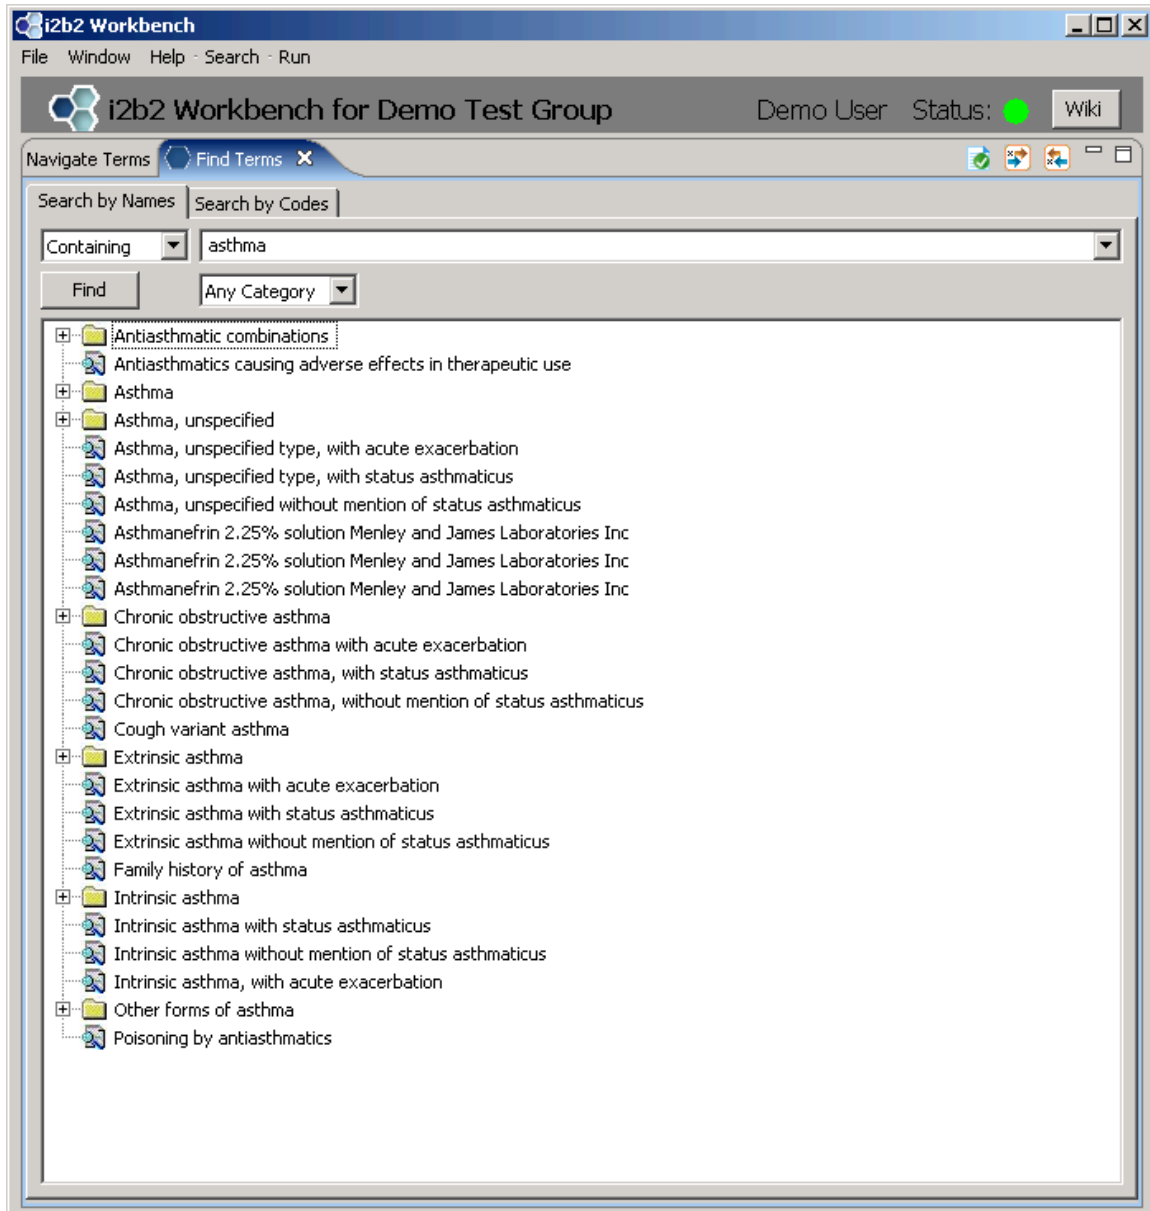 i2b2 Workbench
File Window Help Search Run
i2b2 Workbench for Demo Test Group Demo User Status: Wiki
Navigate Terms Find Terms
Search by Names Search by Codes
Containing asthma
Find Any Category
Antiasthmatic combinations
Antiasthmatics causing adverse effects in therapeutic use
Asthma
Asthma, unspecified
Asthma, unspecified type, with acute exacerbation
Asthma, unspecified type, with status asthmaticus
Asthma, unspecified without mention of status asthmaticus
Asthmanefrin 2.25% solution Menley and James Laboratories Inc
Asthmanefrin 2.25% solution Menley and James Laboratories Inc
Asthmanefrin 2.25% solution Menley and James Laboratories Inc
Chronic obstructive asthma
Chronic obstructive asthma with acute exacerbation
Chronic obstructive asthma, with status asthmaticus
Chronic obstructive asthma, without mention of status asthmaticus
Cough variant asthma
Extrinsic asthma
Extrinsic asthma with acute exacerbation
Extrinsic asthma with status asthmaticus
Extrinsic asthma without mention of status asthmaticus
Family history of asthma
Intrinsic asthma
Intrinsic asthma with status asthmaticus
Intrinsic asthma without mention of status asthmaticus
Intrinsic asthma, with acute exacerbation
Other forms of asthma
Poisoning by antiasthmatics